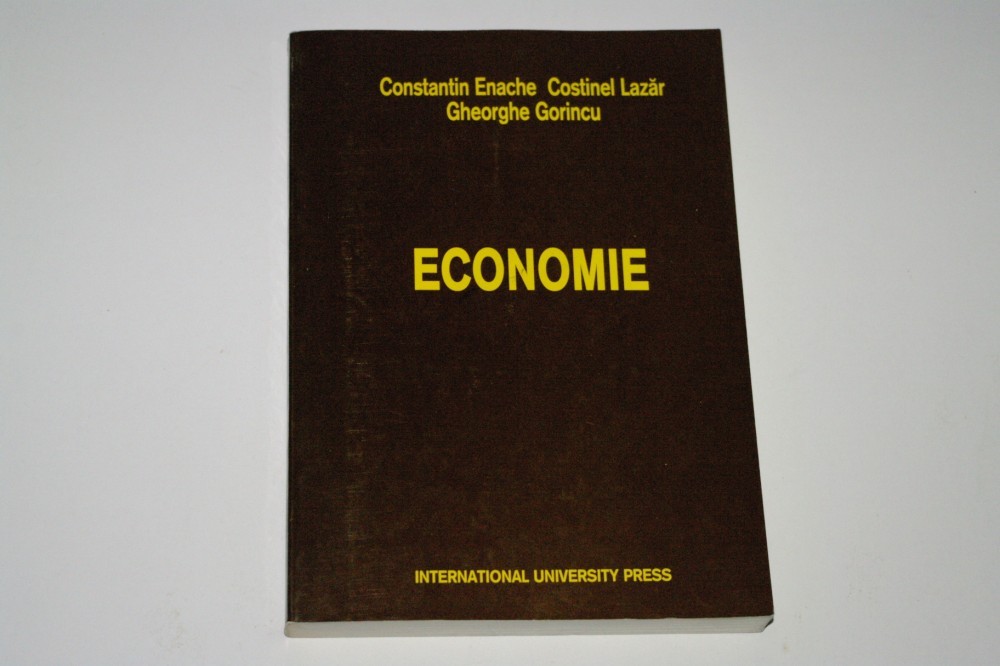 Constantin Enache Costinel Lazăr
Gheorghe Gorincu
ECONOMIE
INTERNATIONAL UNIVERSITY PRESS